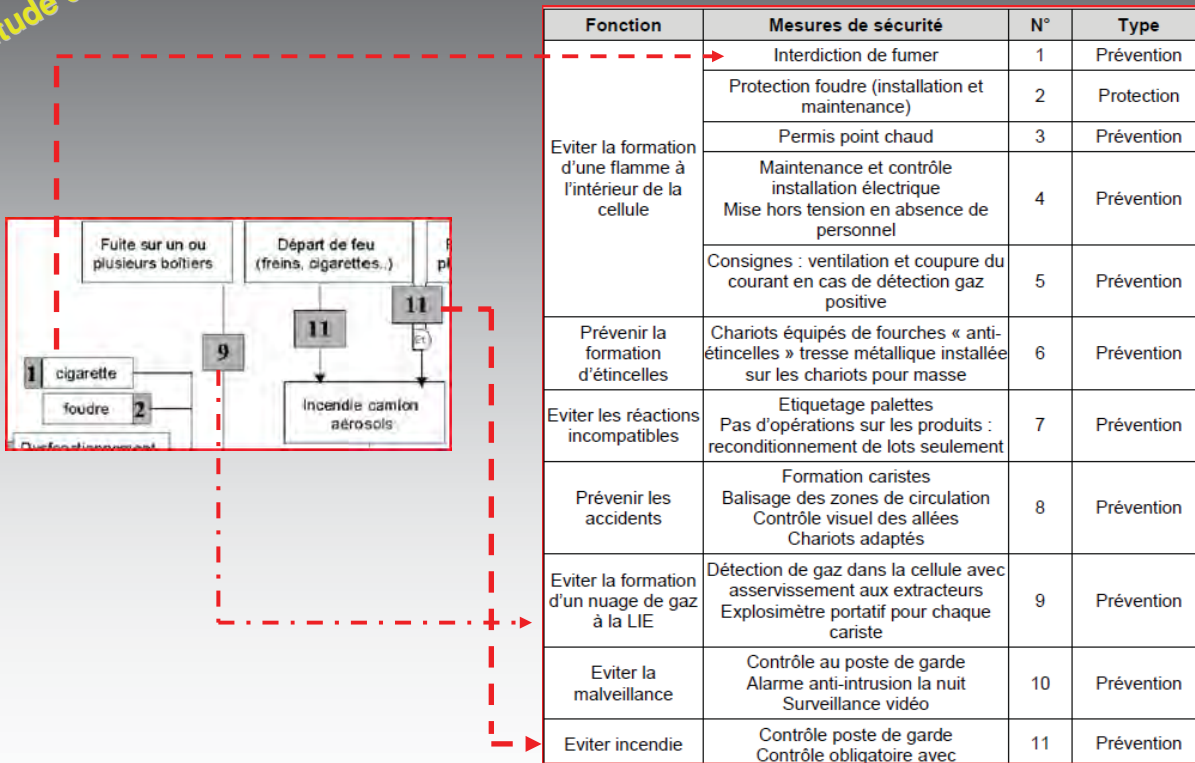 Fonction Mesures de sécurité N° Type
Eviter la formation
d'une flamme à
l'intérieur de la
cellule
Interdiction de fumer 1 Prévention
Protection foudre (installation et
maintenance) 2 Protection
Permis point chaud 3 Prévention
Maintenance et contrôle
installation électrique
Mise hors tension en absence de
personnel 4 Prévention
Consignes : ventilation et coupure du
courant en cas de détection gaz
positive 5 Prévention
Prévenir la
formation
d'étincelles
Chariots équipés de fourches « anti-
étincelles » tresse métallique installée
sur les chariots pour masse 6 Prévention
Eviter les réactions
incompatibles
Etiquetage palettes
Pas d'opérations sur les produits :
reconditionnement de lots seulement 7 Prévention
Prévenir les
accidents
Formation caristes
Balisage des zones de circulation
Contrôle visuel des allées
Chariots adaptés 8 Prévention
Eviter la formation
d'un nuage de gaz
à la LIE
Détection de gaz dans la cellule avec
asservissement aux extracteurs
Explosimètre portatif pour chaque
cariste 9 Prévention
Eviter la
malveillance
Contrôle au poste de garde
Alarme anti-intrusion la nuit
Surveillance vidéo 10 Prévention
Eviter incendie
Contrôle poste de garde
Contrôle obligatoire avec 11 Prévention
Fuite sur un ou
plusieurs boîtiers
Départ de feu
(freins, cigarettes..)
11
11
Et
9
1 cigarette
foudre 2
Incendie camion
aérosols